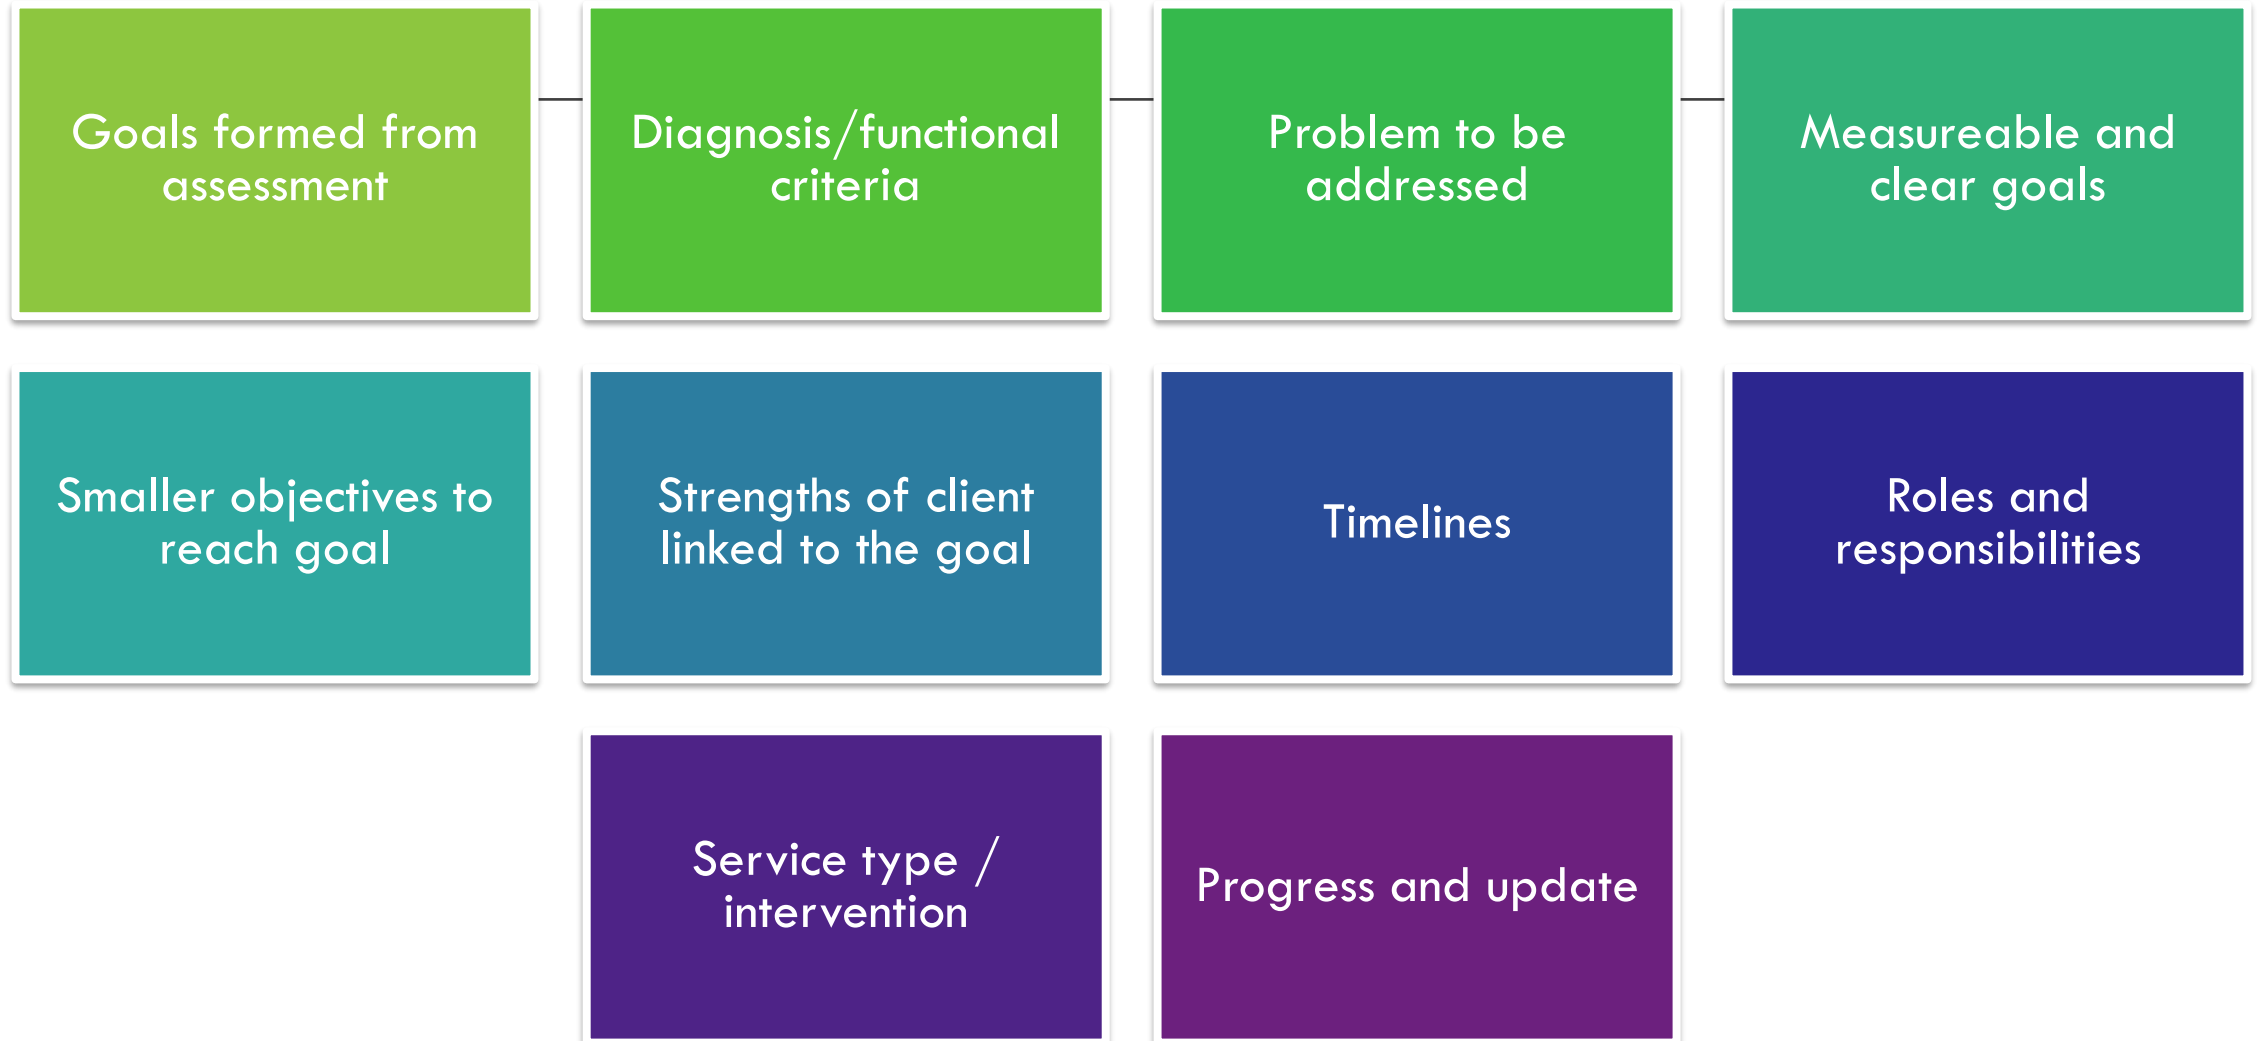 Goals formed from
assessment
Diagnosis/functional
criteria
Problem to be
addressed
Measureable and
clear goals
Smaller objectives to
reach goal
Strengths of client
linked to the goal
Timelines
Roles and
responsibilities
Service type /
intervention
Progress and update